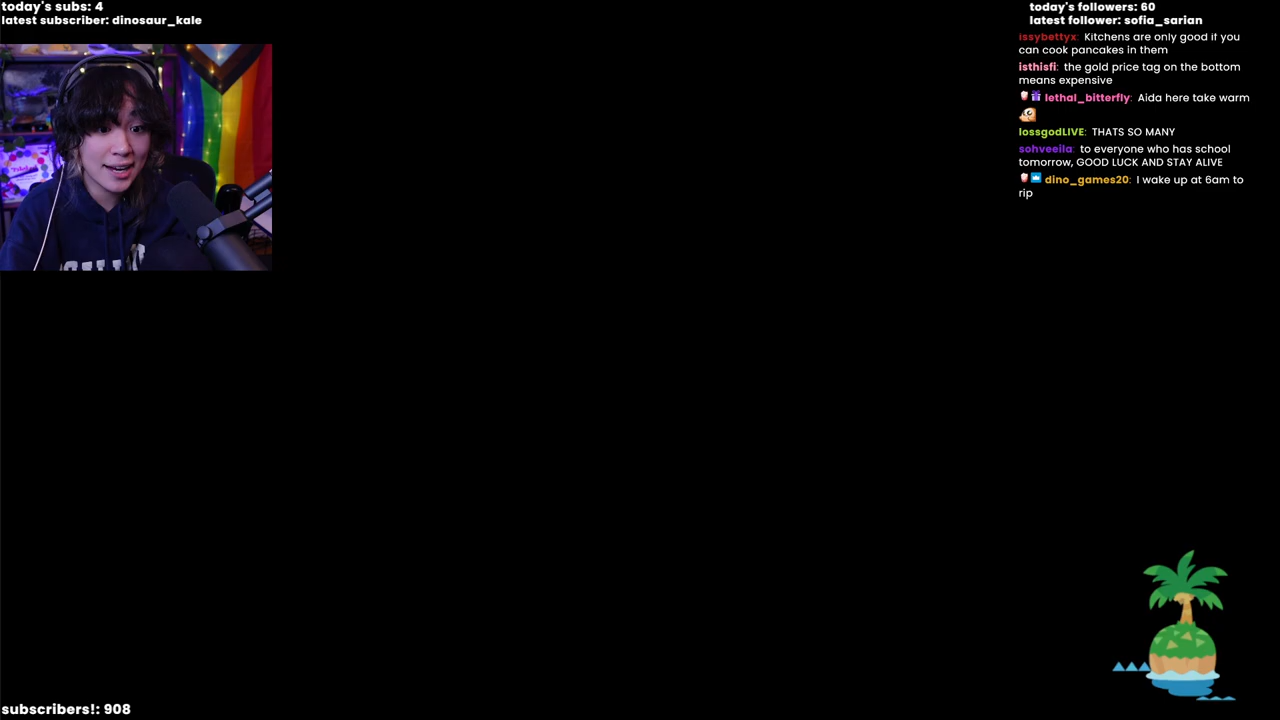 today's subs: 4
latest subscriber: dinosaur_kale
today's followers: 60
latest follower: sofia_sarian
issybettyx: Kitchens are only good if you
can cook pancakes in them
isthisfi: the gold price tag on the bottom
means expensive
lethal_bitterfly: Aida here take warm
lossgodLIVE: THATS SO MANY
sohveeila: to everyone who has school
tomorrow, GOOD LUCK AND STAY ALIVE
dino_games20: I wake up at 6am to
rip
subscribers!: 908